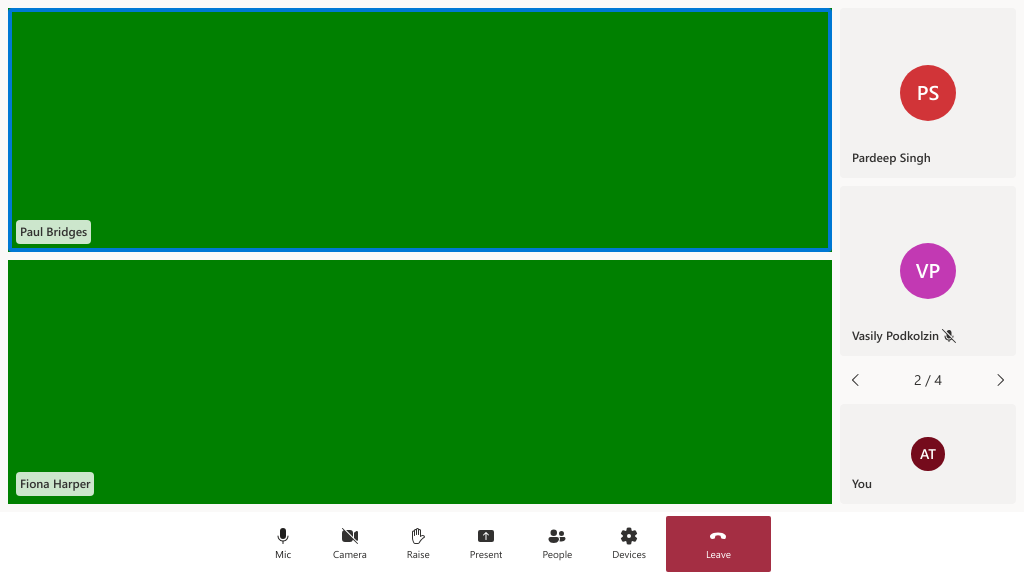 Paul Bridges
Fiona Harper
PS
Pardeep Singh
VP
Vasily Podkolzin
2 / 4
AT
You
Mic
Camera
Raise
Present
People
Devices
Leave